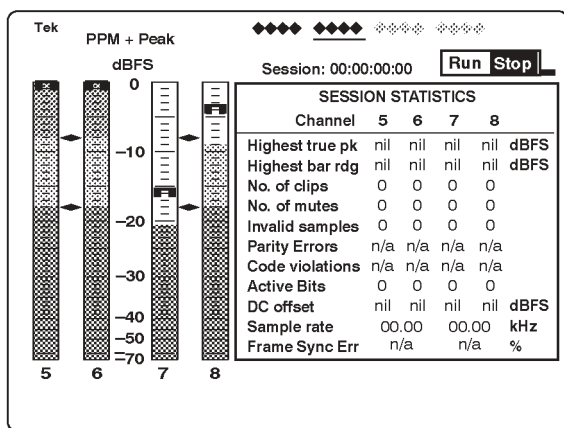 Tek
PPM + Peak
dBFS
Session: 00:00:00:00
Run Stop
0
-10
-20
-30
-40
-50
-70
5 6 7 8
SESSION STATISTICS
Channel 5 6 7 8
Highest true pk nil nil nil nil dBFS
Highest bar rdg nil nil nil nil dBFS
No. of clips 0 0 0 0
No. of mutes 0 0 0 0
Invalid samples 0 0 0 0
Parity Errors n/a n/a n/a n/a
Code violations n/a n/a n/a n/a
Active Bits 0 0 0 0
DC offset nil nil nil nil dBFS
Sample rate 00.00 00.00 kHz
Frame Sync Err n/a n/a %